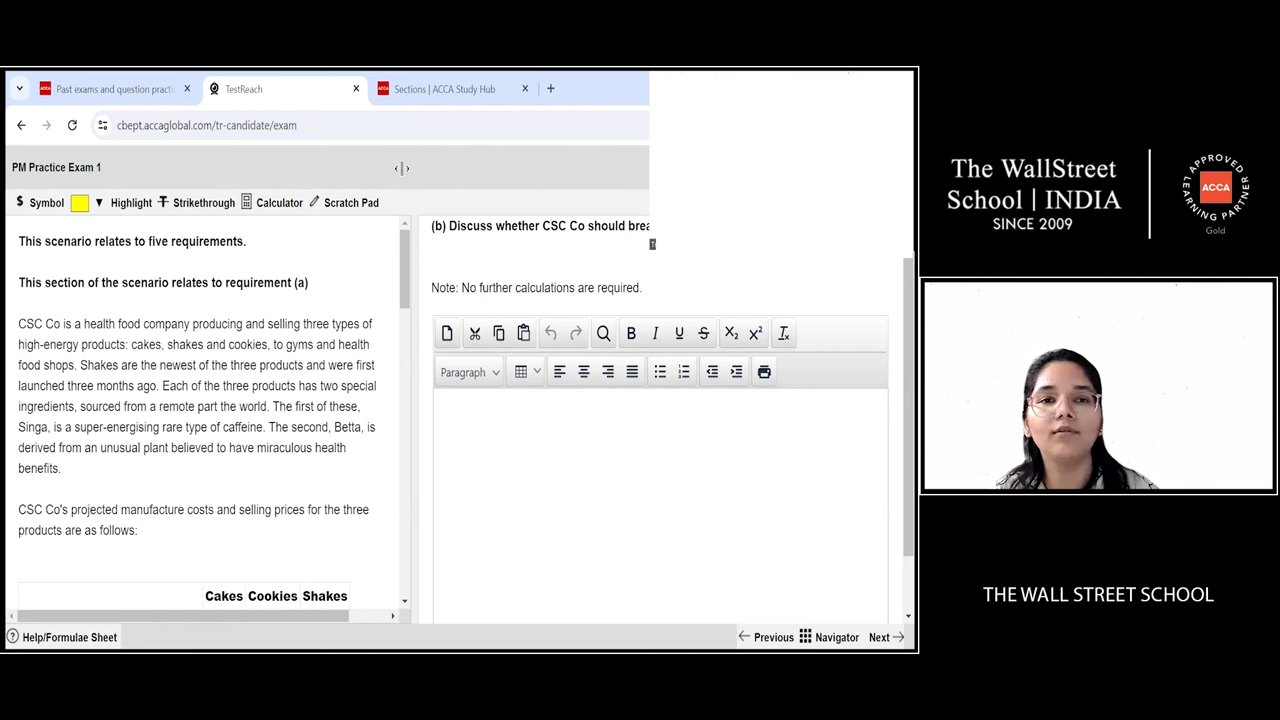 Past exams and question practi
TestReach
Sections | ACCA Study Hub
cbept.accaglobal.com/tr-candidate/exam
PM Practice Exam 1
$ Symbol
Highlight
Strikethrough
Calculator
Scratch Pad
This scenario relates to five requirements.
This section of the scenario relates to requirement (a)
CSC Co is a health food company producing and selling three types of
high-energy products: cakes, shakes and cookies, to gyms and health
food shops. Shakes are the newest of the three products and were first
launched three months ago. Each of the three products has two special
ingredients, sourced from a remote part the world. The first of these,
Singa, is a super-energising rare type of caffeine. The second, Betta, is
derived from an unusual plant believed to have miraculous health
benefits.
CSC Co's projected manufacture costs and selling prices for the three
products are as follows:
Cakes Cookies Shakes
(b) Discuss whether CSC Co should brea
Note: No further calculations are required.
B I U S X₂ X² Tx
Paragraph
? Help/Formulae Sheet
Previous
Navigator
Next
The WallStreet
School | INDIA
SINCE 2009
APPROVED
LEARNING PARTNER
ACCA
Gold
THE WALL STREET SCHOOL